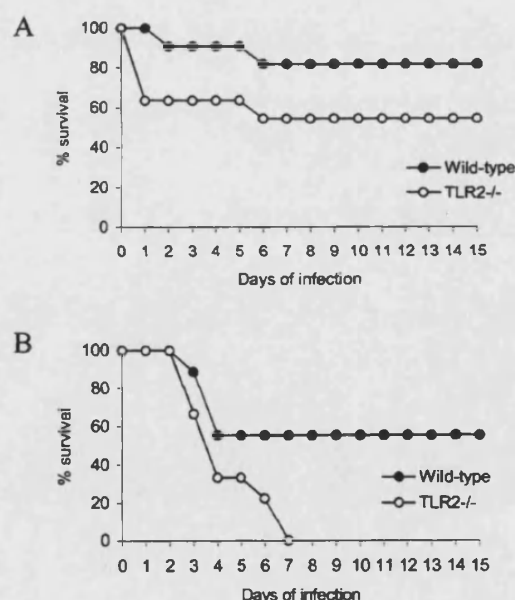 A
100
80
60
40
20
0
% survival
Wild-type
TLR2-/-
0 1 2 3 4 5 6 7 8 9 10 11 12 13 14 15
Days of infection
B
100
80
60
40
20
0
% survival
Wild-type
TLR2-/-
0 1 2 3 4 5 6 7 8 9 10 11 12 13 14 15
Days of infection